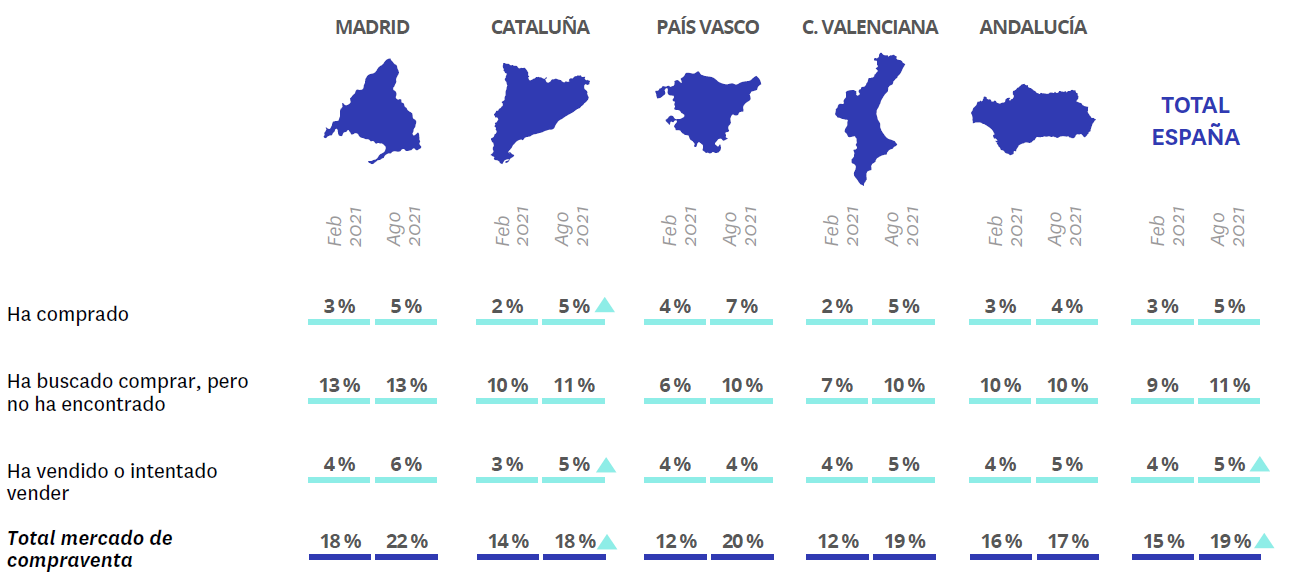 MADRID CATALUÑA PAÍS VASCO C. VALENCIANA ANDALUCÍA
TOTAL
ESPAÑA
Feb 2021 Ago 2021 Feb 2021 Ago 2021 Feb 2021 Ago 2021 Feb 2021 Ago 2021 Feb 2021 Ago 2021 Feb 2021 Ago 2021
Ha comprado 3 % 5 % 2 % 5 % 4 % 7 % 2 % 5 % 3 % 4 % 3 % 5 %
Ha buscado comprar, pero
no ha encontrado 13 % 13 % 10 % 11 % 6 % 10 % 7 % 10 % 10 % 10 % 9 % 11 %
Ha vendido o intentado
vender 4 % 6 % 3 % 5 % 4 % 4 % 4 % 5 % 4 % 5 % 4 % 5 %
Total mercado de
compraventa 18 % 22 % 14 % 18 % 12 % 20 % 12 % 19 % 16 % 17 % 15 % 19 %